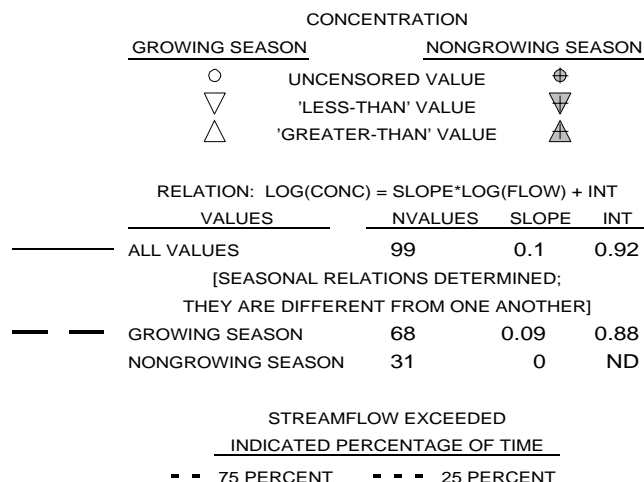 CONCENTRATION
GROWING SEASON NONGROWING SEASON
UNCENSORED VALUE
'LESS-THAN' VALUE
'GREATER-THAN' VALUE
RELATION: LOG(CONC) = SLOPE*LOG(FLOW) + INT
VALUES NVALUES SLOPE INT
ALL VALUES 99 0.1 0.92
[SEASONAL RELATIONS DETERMINED;
THEY ARE DIFFERENT FROM ONE ANOTHER]
GROWING SEASON 68 0.09 0.88
NONGROWING SEASON 31 0 ND
STREAMFLOW EXCEEDED
INDICATED PERCENTAGE OF TIME
75 PERCENT 25 PERCENT